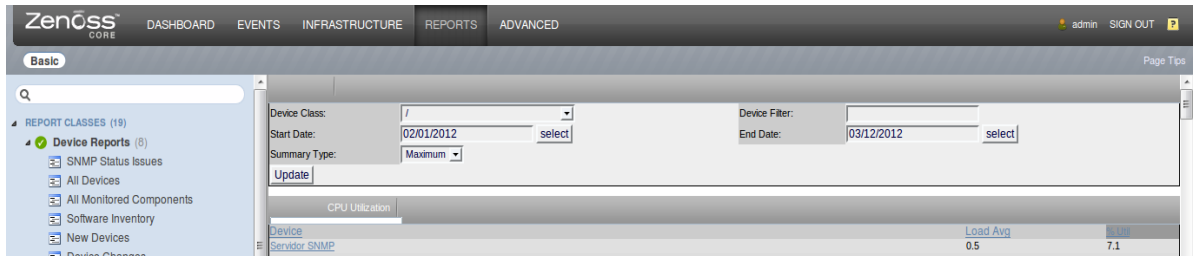 Zenoss CORE DASHBOARD EVENTS INFRASTRUCTURE REPORTS ADVANCED admin SIGN OUT ?
Basic Page Tips
REPORT CLASSES (19)
Device Reports (8)
SNMP Status Issues
All Devices
All Monitored Components
Software Inventory
New Devices
Device Changes
Device Class: / Device Filter:
Start Date: 02/01/2012 select End Date: 03/12/2012 select
Summary Type: Maximum
Update
CPU Utilization
Device Load Avg % Util
Servidor SNMP 0.5 7.1